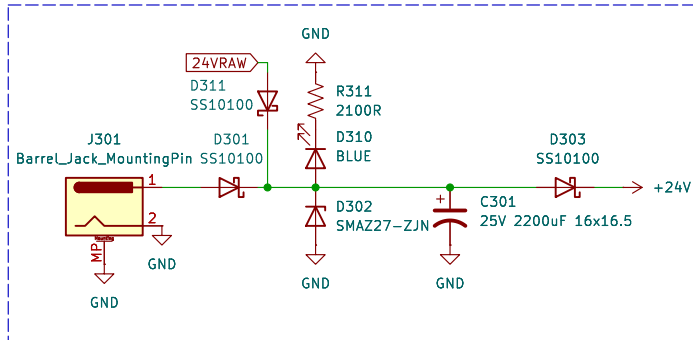 GND
24VRAW
D311
SS10100
R311
2100R
J301
Barrel_Jack_MountingPin
D301
SS10100
D310
BLUE
D303
SS10100
1
+24V
2
D302
SMAZ27-ZJN
C301
25V 2200uF 16x16.5
+
Mounting
MP
GND
GND
GND
GND